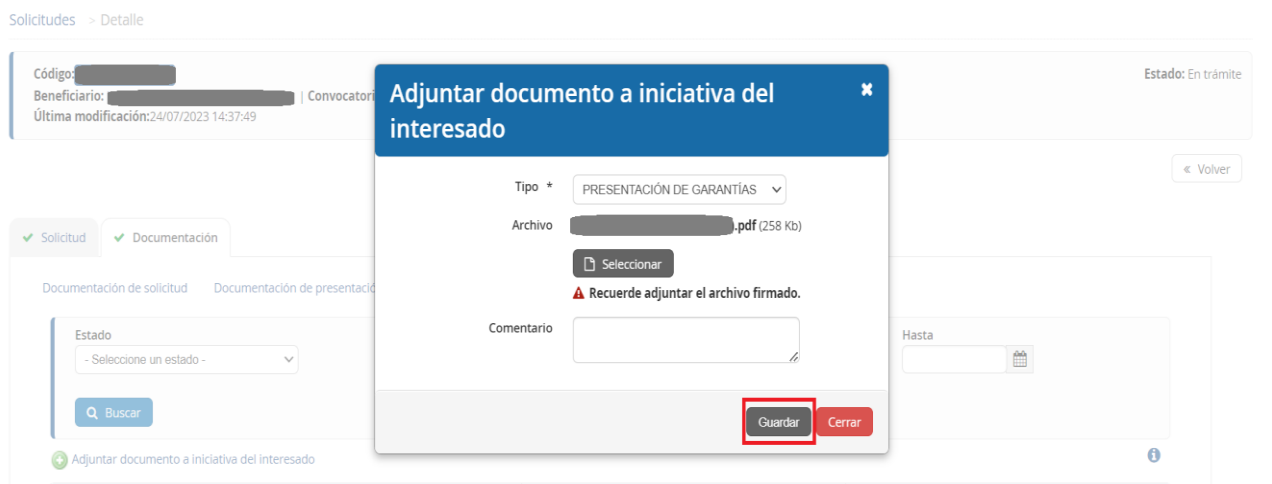 Solicitudes > Detalle
Código:
Estado: En trámite
Beneficiario: | Convocatori
Última modificación:24/07/2023 14:37:49
Adjuntar documento a iniciativa del
interesado
« Volver
Tipo * PRESENTACIÓN DE GARANTÍAS
Archivo .pdf (258 Kb)
Solicitud Documentación
Seleccionar
Documentación de solicitud Documentación de presentació
Recuerde adjuntar el archivo firmado.
Comentario
Estado
Hasta
- Seleccione un estado -
Buscar
Guardar Cerrar
Adjuntar documento a iniciativa del interesado